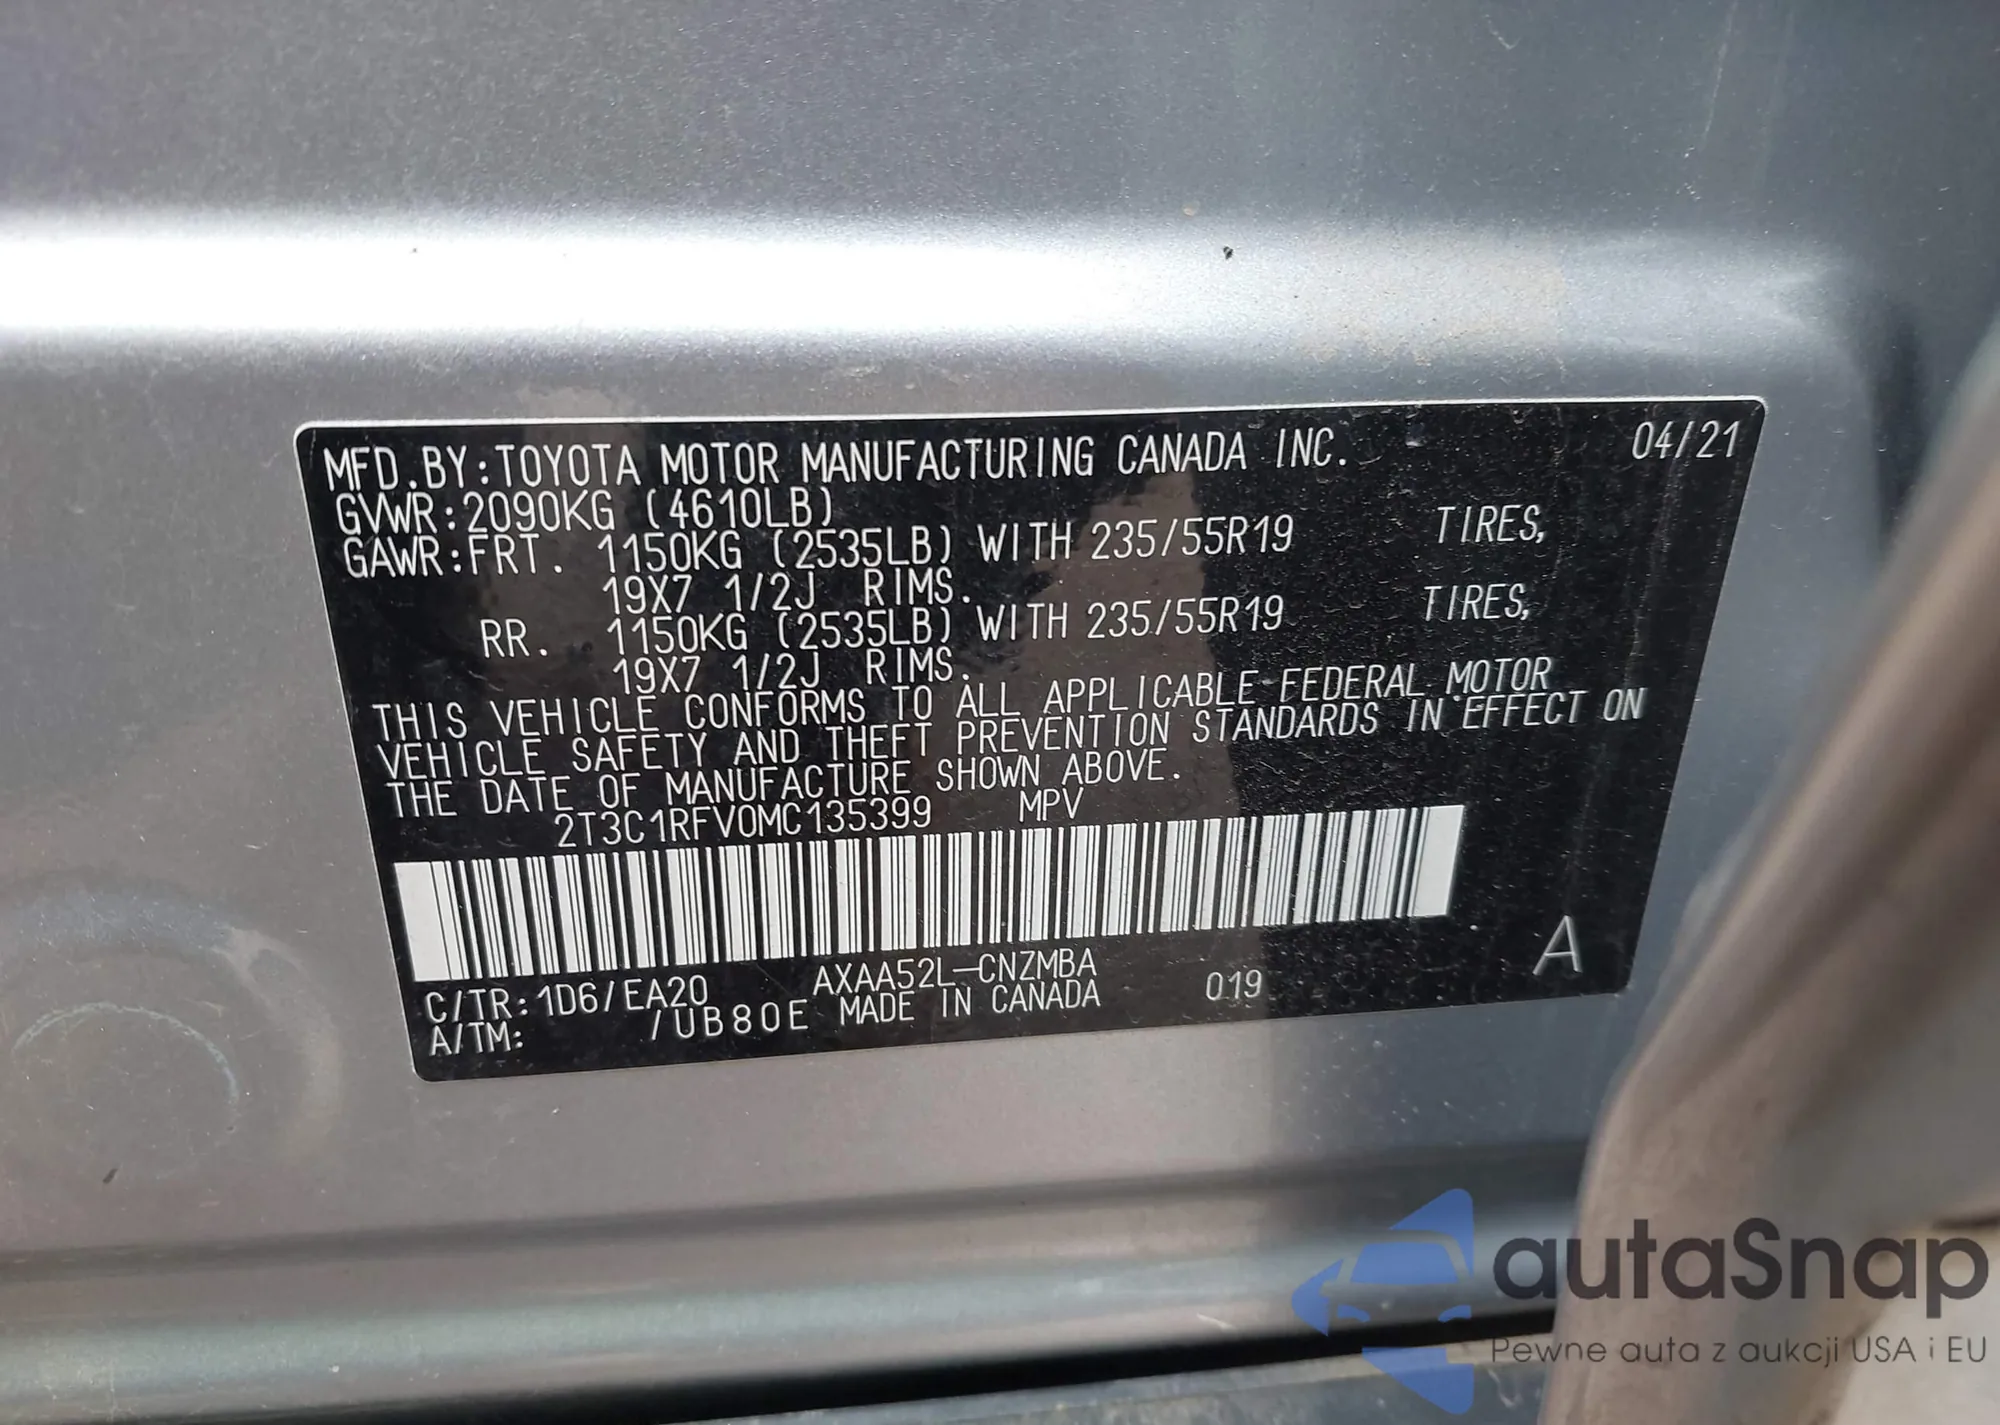 MFD.BY:TOYOTA MOTOR MANUFACTURING CANADA INC. 04/21
GVWR:2090KG (4610LB)
GAWR:FRT. 1150KG (2535LB) WITH 235/55R19 TIRES,
19X7 1/2J RIMS.
RR. 1150KG (2535LB) WITH 235/55R19 TIRES,
19X7 1/2J RIMS.
THIS VEHICLE CONFORMS TO ALL APPLICABLE FEDERAL MOTOR
VEHICLE SAFETY AND THEFT PREVENTION STANDARDS IN EFFECT ON
THE DATE OF MANUFACTURE SHOWN ABOVE.
2T3C1RFV0MC135399 MPV
C/TR:1D6/EA20 AXAA52L-CNZMBA 019 A
A/TM: /UB80E MADE IN CANADA
autaSnap
Pewne auta z aukcji USA i EU